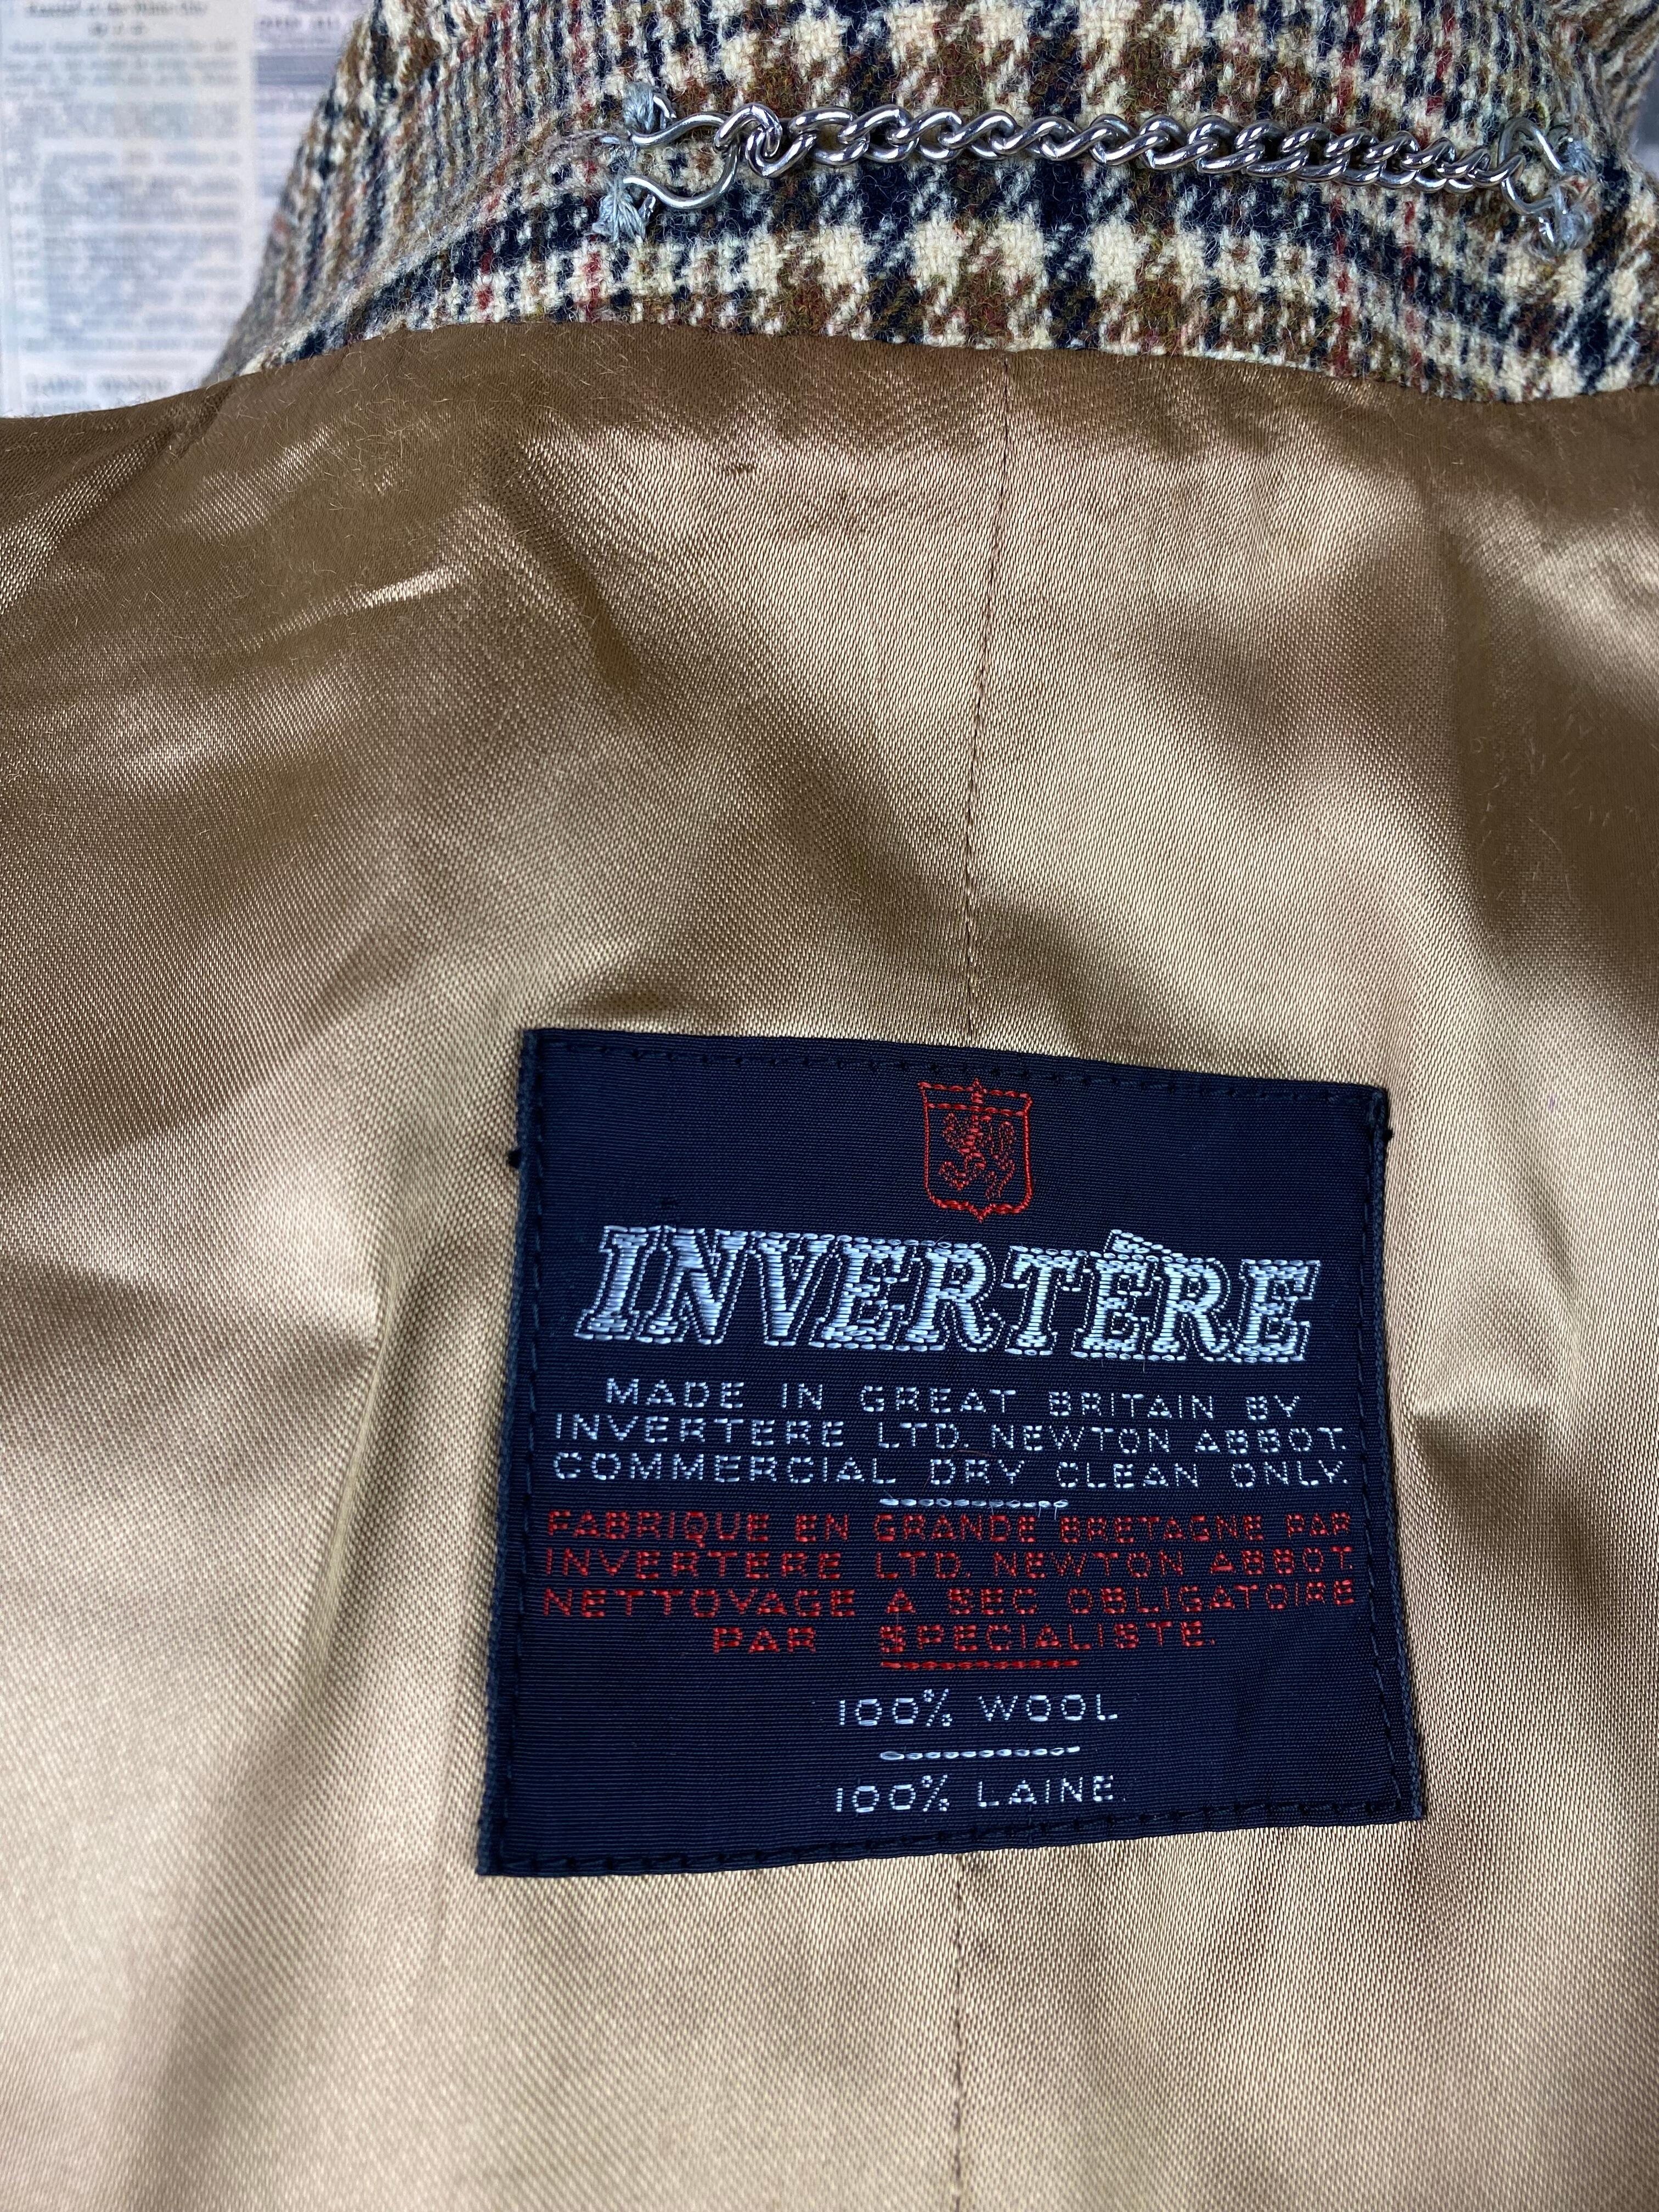 INVERTÈRE
MADE IN GREAT BRITAIN BY
INVERTERE LTD. NEWTON ABBOT.
COMMERCIAL DRY CLEAN ONLY.
FABRIQUE EN GRANDE BRETAGNE PAR
INVERTERE LTD. NEWTON ABBOT.
NETTOYAGE A SEC OBLIGATOIRE
PAR SPECIALISTE.
100% WOOL
100% LAINE.